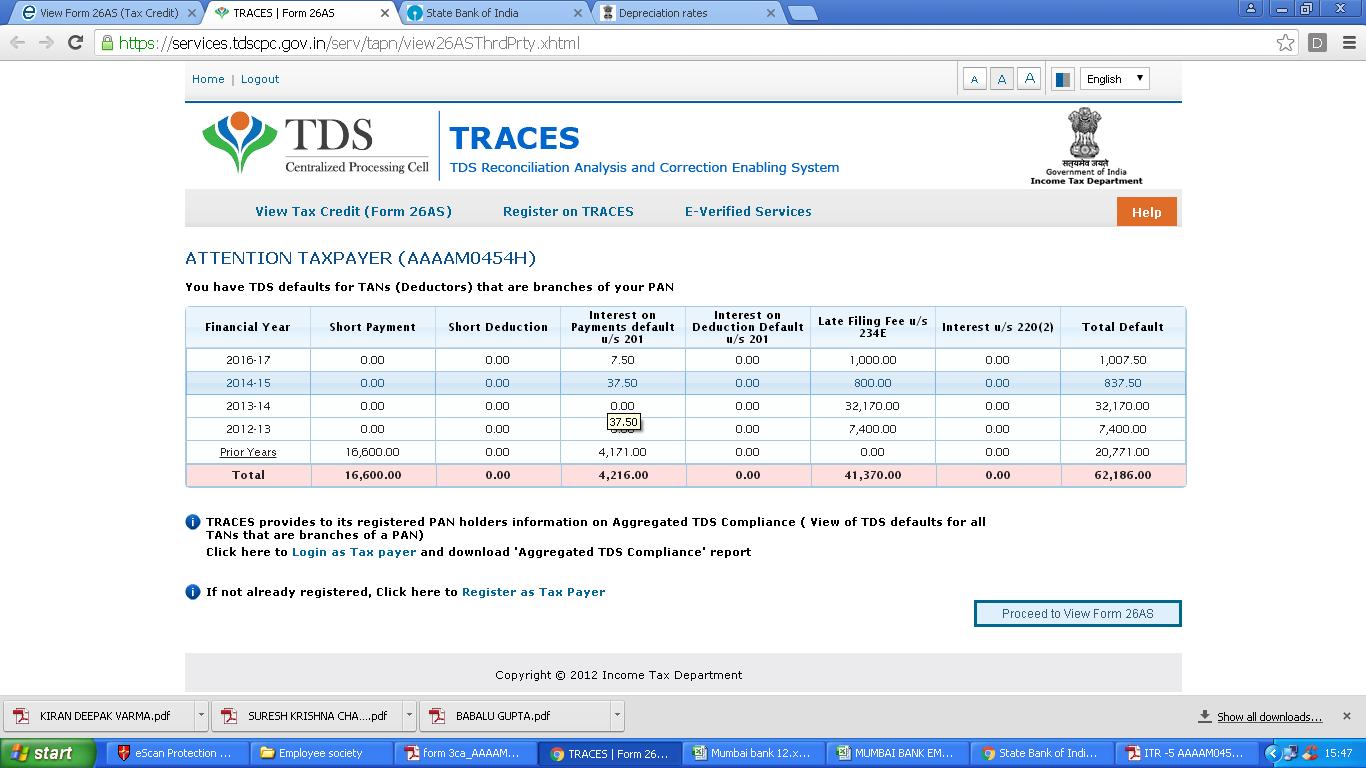 View Form 26AS (Tax Credit)
TRACES | Form 26AS
State Bank of India
Depreciation rates
https://services.tdscpc.gov.in/serv/tapn/view26ASThrdPrty.xhtml
D
Home | Logout
A A A English
TDS
Centralized Processing Cell
TRACES
TDS Reconciliation Analysis and Correction Enabling System
सत्यमेव जयते
Government of India
Income Tax Department
View Tax Credit (Form 26AS) Register on TRACES E-Verified Services Help
ATTENTION TAXPAYER (AAAAM0454H)
You have TDS defaults for TANs (Deductors) that are branches of your PAN
Financial Year Short Payment Short Deduction Interest on Payments default u/s 201 Interest on Deduction Default u/s 201 Late Filing Fee u/s 234E Interest u/s 220(2) Total Default
2016-17 0.00 0.00 7.50 0.00 1,000.00 0.00 1,007.50
2014-15 0.00 0.00 37.50 0.00 800.00 0.00 837.50
2013-14 0.00 0.00 0.00 0.00 32,170.00 0.00 32,170.00
37.50
2012-13 0.00 0.00 0.00 7,400.00 0.00 7,400.00
Prior Years 16,600.00 0.00 4,171.00 0.00 0.00 0.00 20,771.00
Total 16,600.00 0.00 4,216.00 0.00 41,370.00 0.00 62,186.00
TRACES provides to its registered PAN holders information on Aggregated TDS Compliance ( View of TDS defaults for all
TANs that are branches of a PAN)
Click here to Login as Tax payer and download 'Aggregated TDS Compliance' report
If not already registered, Click here to Register as Tax Payer
Proceed to View Form 26AS
Copyright © 2012 Income Tax Department
KIRAN DEEPAK VARMA.pdf
SURESH KRISHNA CHA....pdf
BABALU GUPTA.pdf
Show all downloads...
start
eScan Protection ...
Employee society
form 3ca_AAAAM...
TRACES | Form 26...
Mumbai bank 12.x...
MUMBAI BANK EM...
State Bank of Indi...
ITR -5 AAAAM045...
15:47